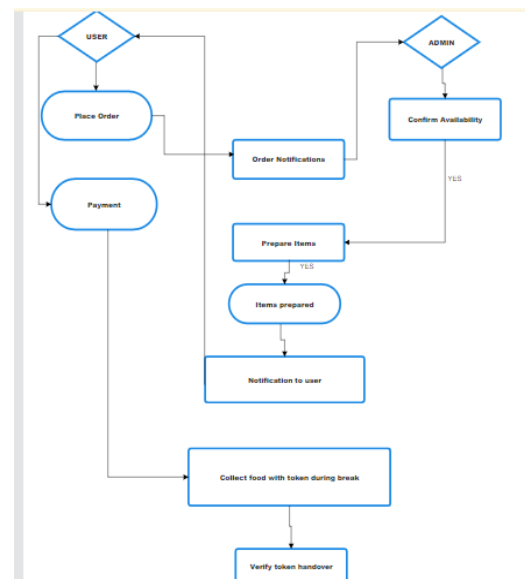 USER
ADMIN
Place Order
Confirm Availability
Order Notifications
YES
Payment
Prepare Items
YES
Items prepared
Notification to user
Collect food with token during break
Verify token handover